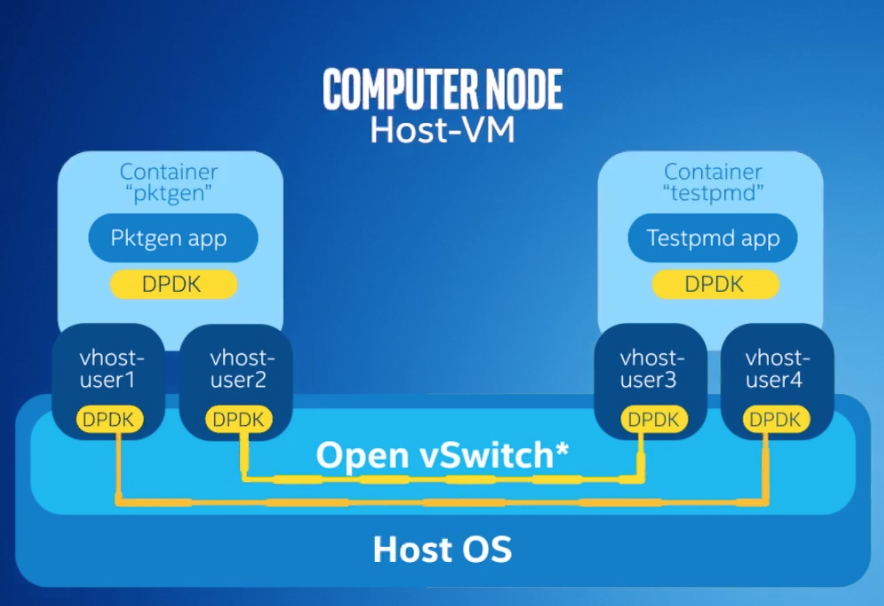 COMPUTER NODE
Host-VM
Container
“pktgen”
Pktgen app
DPDK
Container
“testpmd”
Testpmd app
DPDK
vhost-
user1
DPDK
vhost-
user2
DPDK
vhost-
user3
DPDK
vhost-
user4
DPDK
Open vSwitch*
Host OS